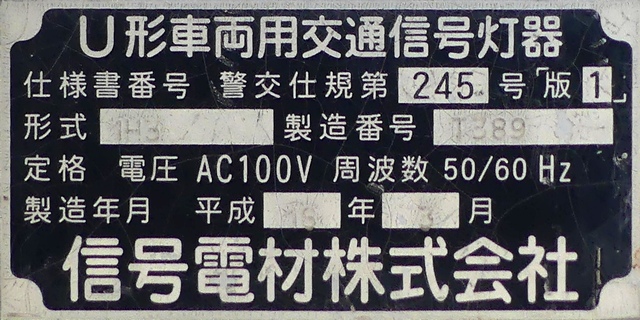 U形車両用交通信号灯器
仕様書番号 警交仕規第 245 号「版 1」
形式 製造番号 1389
定格 電圧 AC100V 周波数 50/60 Hz
製造年月 平成 年 月
信号電材株式会社